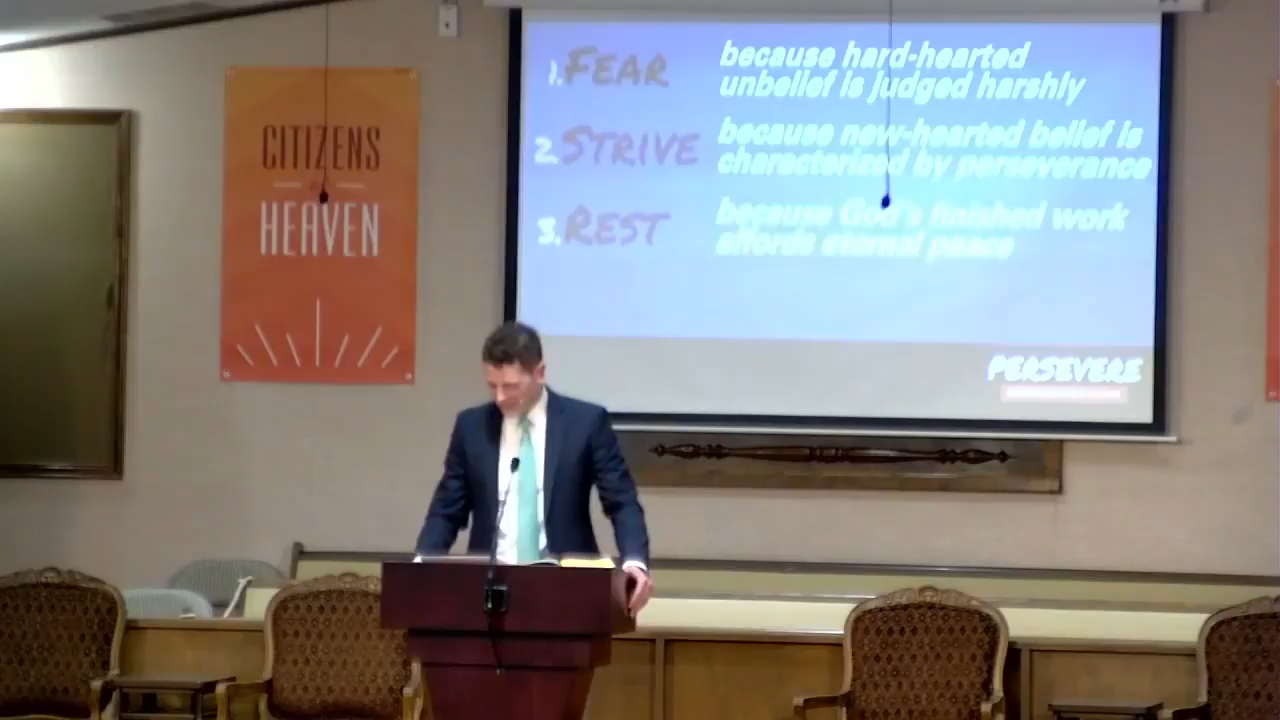 CITIZENS
HEAVEN
1. FEAR because hard-hearted
unbelief is judged harshly
2. STRIVE because new-hearted belief is
characterized by perseverance
3. REST because God's finished work
affords eternal peace
PERSEVERE